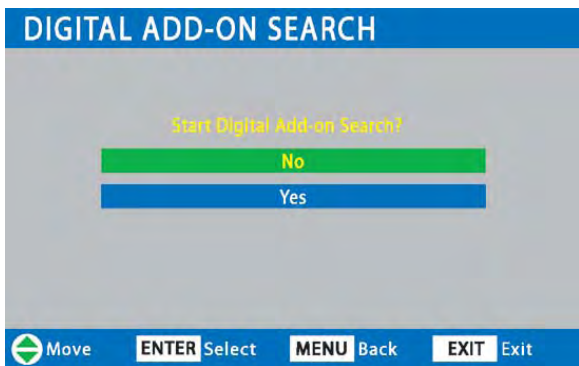 DIGITAL ADD-ON SEARCH
Start Digital Add-on Search?
No
Yes
Move ENTER Select MENU Back EXIT Exit